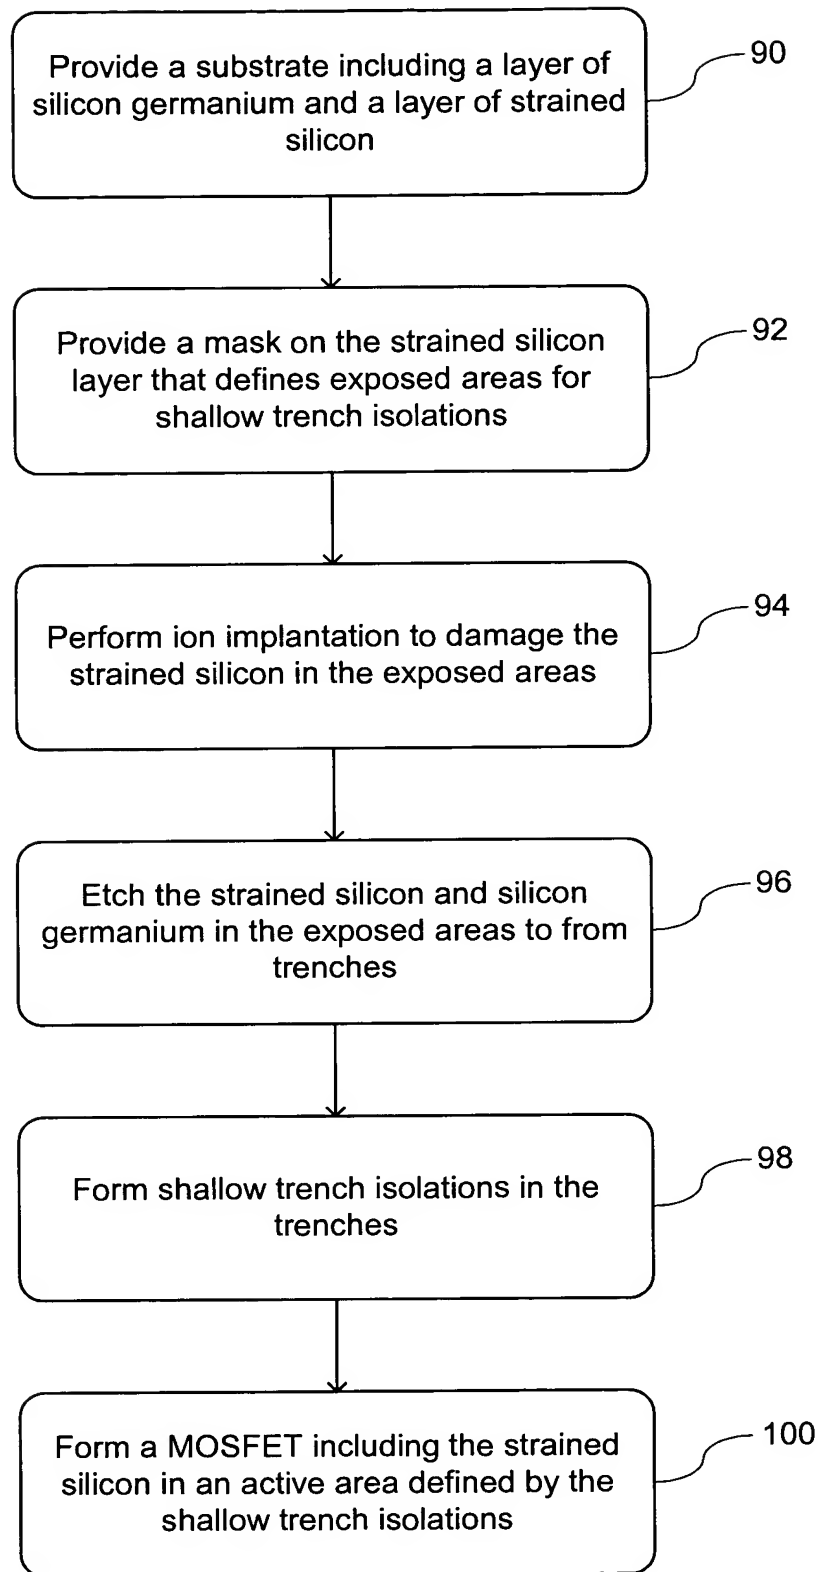 Provide a substrate including a layer of
silicon germanium and a layer of strained
silicon
90
Provide a mask on the strained silicon
layer that defines exposed areas for
shallow trench isolations
92
Perform ion implantation to damage the
strained silicon in the exposed areas
94
Etch the strained silicon and silicon
germanium in the exposed areas to from
trenches
96
Form shallow trench isolations in the
trenches
98
Form a MOSFET including the strained
silicon in an active area defined by the
shallow trench isolations
100